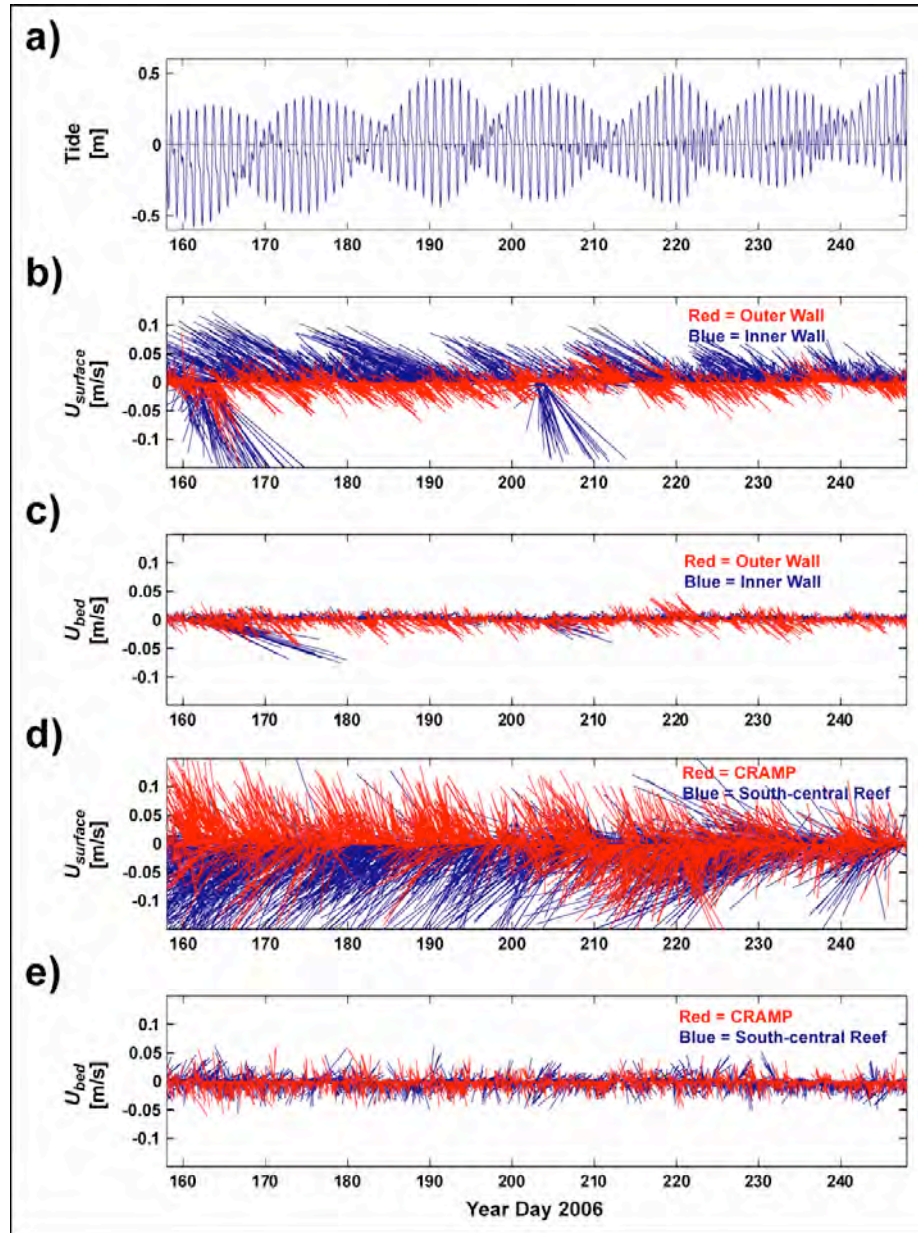 a)
0.5
0
-0.5
Tide
[m]
160 170 180 190 200 210 220 230 240
b)
0.1
0.05
0
-0.05
-0.1
U surface
[m/s]
Red = Outer Wall
Blue = Inner Wall
160 170 180 190 200 210 220 230 240
c)
0.1
0.05
0
-0.05
-0.1
U bed
[m/s]
Red = Outer Wall
Blue = Inner Wall
160 170 180 190 200 210 220 230 240
d)
0.1
0.05
0
-0.05
-0.1
U surface
[m/s]
Red = CRAMP
Blue = South-central Reef
160 170 180 190 200 210 220 230 240
e)
0.1
0.05
0
-0.05
-0.1
U bed
[m/s]
Red = CRAMP
Blue = South-central Reef
160 170 180 190 200 210 220 230 240
Year Day 2006